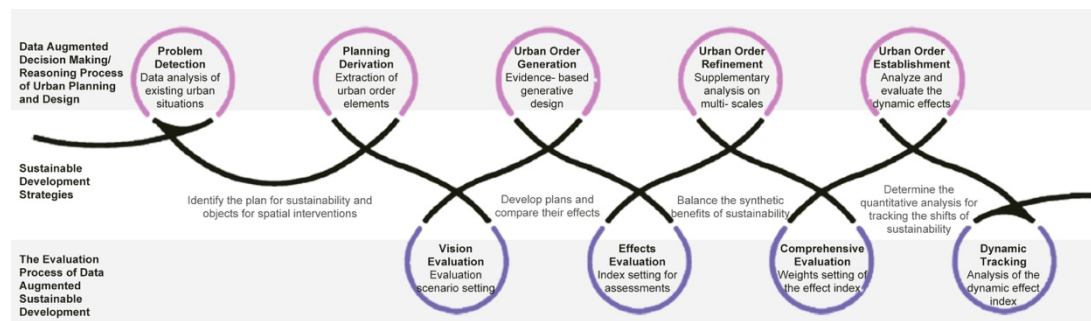 Data Augmented
Decision Making/
Reasoning Process
of Urban Planning
and Design
Problem
Detection
Data analysis of
existing urban
situations
Planning
Derivation
Extraction of
urban order
elements
Urban Order
Generation
Evidence- based
generative
design
Urban Order
Refinement
Supplementary
analysis on
multi- scales
Urban Order
Establishment
Analyze and
evaluate the
dynamic effects
Sustainable
Development
Strategies
Identify the plan for sustainability and
objects for spatial interventions
Develop plans and
compare their effects
Balance the synthetic
benefits of sustainability
Determine the
quantitative analysis for
tracking the shifts of
sustainability
The Evaluation
Process of Data
Augmented
Sustainable
Development
Vision
Evaluation
Evaluation
scenario setting
Effects
Evaluation
Index setting for
assessments
Comprehensive
Evaluation
Weights setting of
the effect index
Dynamic
Tracking
Analysis of the
dynamic effect
index